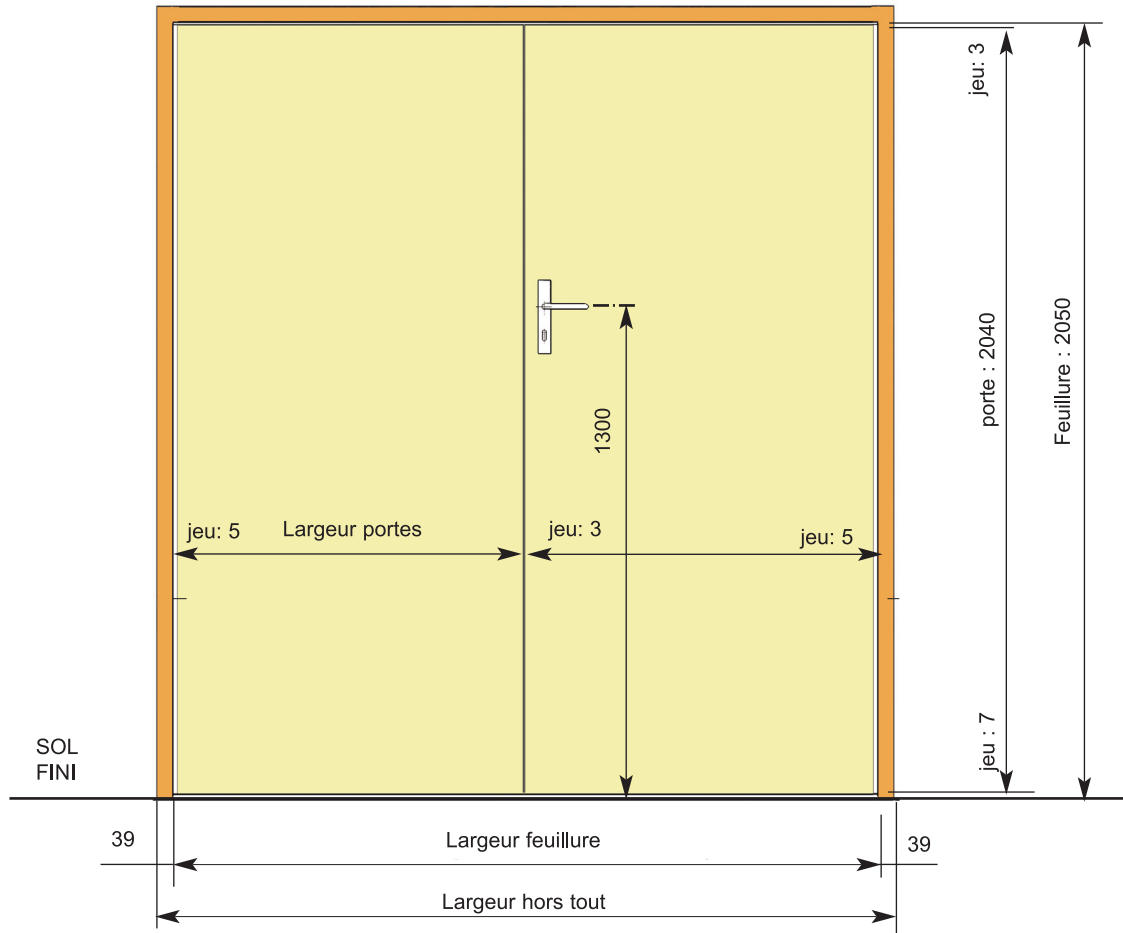 jeu: 3
porte : 2040
Feuillure : 2050
1300
jeu: 5
Largeur portes
jeu: 3
jeu: 5
jeu : 7
SOL
FINI
39
Largeur feuillure
39
Largeur hors tout